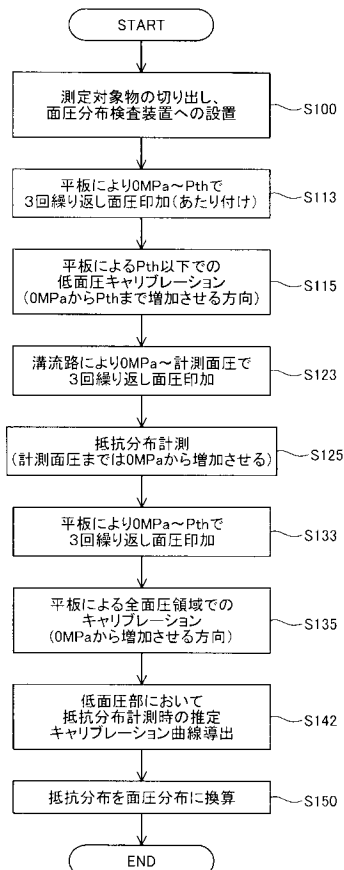 START
測定対象物の切り出し、
面圧分布検査装置への設置
S100
平板により0MPa～Pthで
3回繰り返し面圧印加(あたり付け)
S113
平板によるPth以下での
低面圧キャリブレーション
(0MPaからPthまで増加させる方向)
S115
溝流路により0MPa～計測面圧で
3回繰り返し面圧印加
S123
抵抗分布計測
(計測面圧までは0MPaから増加させる)
S125
平板により0MPa～Pthで
3回繰り返し面圧印加
S133
平板による全面圧領域での
キャリブレーション
(0MPaから増加させる方向)
S135
低面圧部において
抵抗分布計測時の推定
キャリブレーション曲線導出
S142
抵抗分布を面圧分布に換算
S150
END